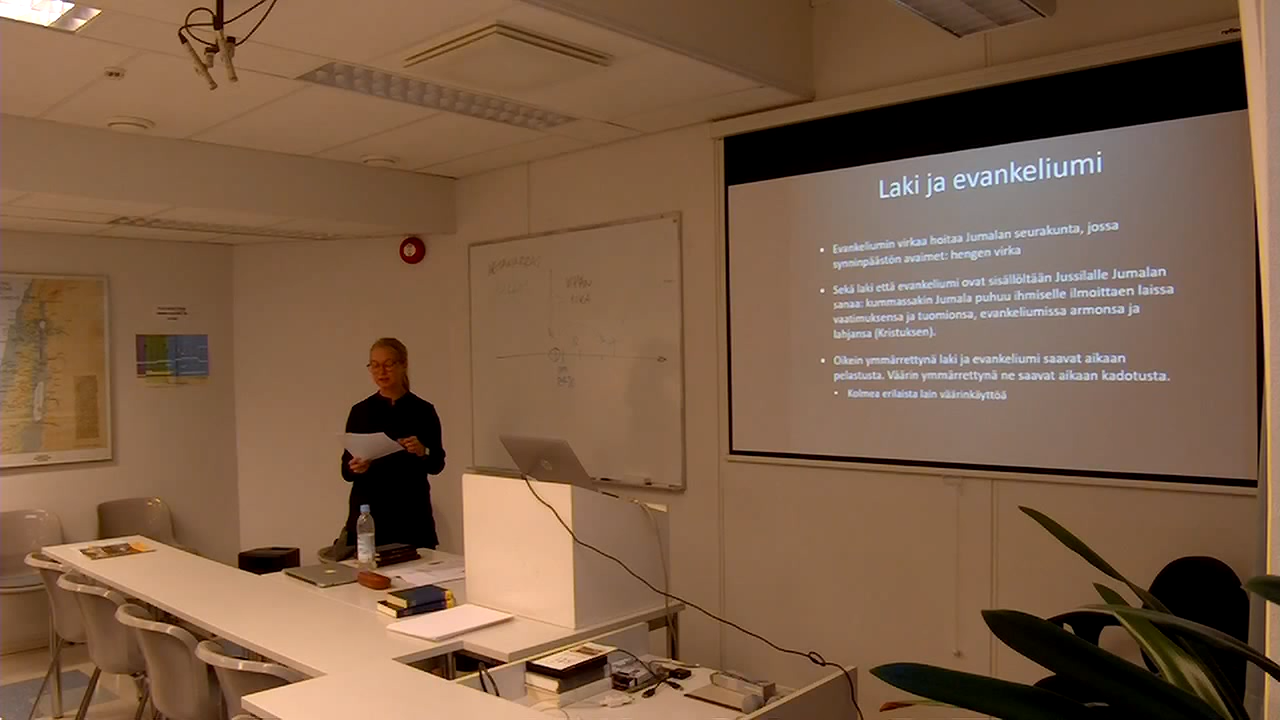 Laki ja evankeliumi
• Evankeliumin virkaa hoitaa Jumalan seurakunta, jossa
synninpäästön avaimet: hengen virka
• Sekä laki että evankeliumi ovat sisällöltään Jussilalle Jumalan
sanaa: kummassakin Jumala puhuu ihmiselle ilmoittaen laissa
vaatimuksensa ja tuomionsa, evankeliumissa armonsa ja
lahjansa (Kristuksen).
• Oikein ymmärrettynä laki ja evankeliumi saavat aikaan
pelastusta. Väärin ymmärrettynä ne saavat aikaan kadotusta.
• Kolmea erilaista lain väärinkäyttöä